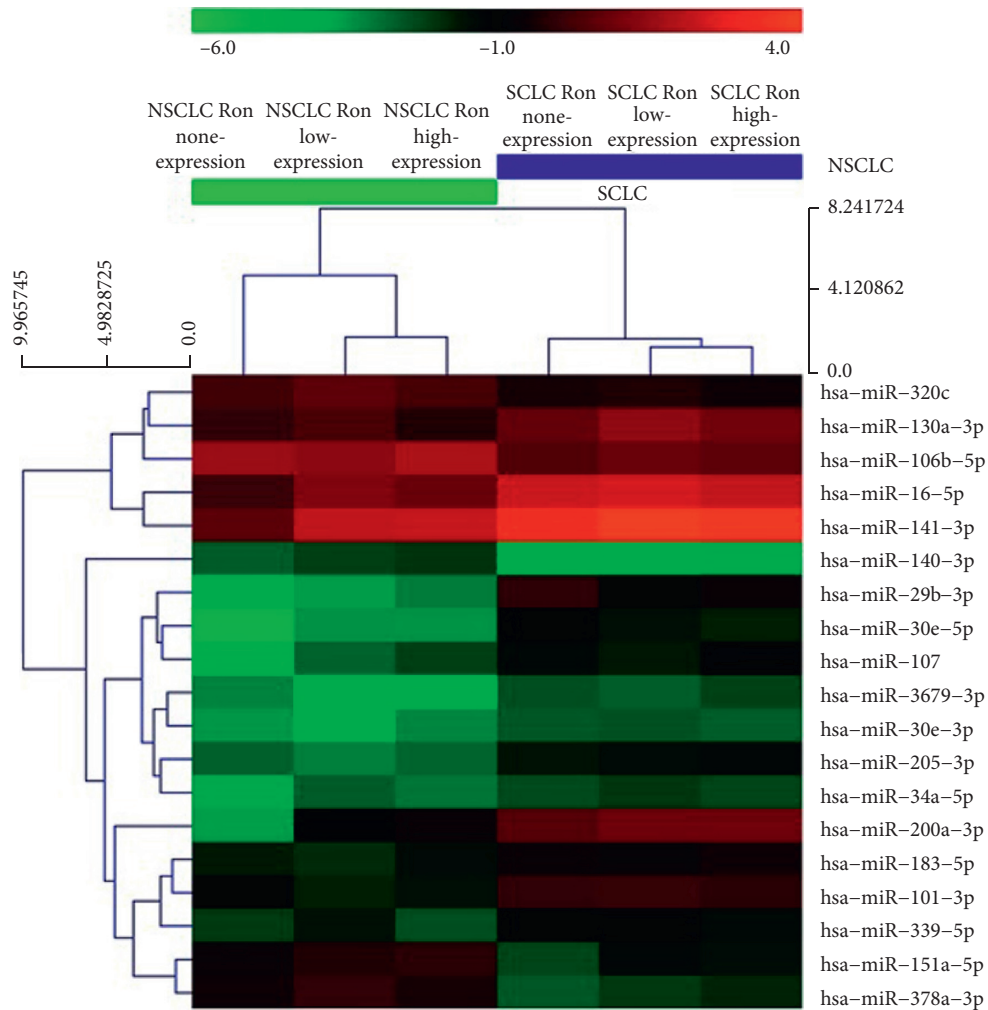 −6.0 −1.0 4.0
NSCLC Ron none-expression
NSCLC Ron low-expression
NSCLC Ron high-expression
SCLC Ron none-expression
SCLC Ron low-expression
SCLC Ron high-expression
NSCLC
SCLC
8.241724
4.120862
0.0
9.965745
4.9828725
0.0
hsa−miR−320c
hsa−miR−130a−3p
hsa−miR−106b−5p
hsa−miR−16−5p
hsa−miR−141−3p
hsa−miR−140−3p
hsa−miR−29b−3p
hsa−miR−30e−5p
hsa−miR−107
hsa−miR−3679−3p
hsa−miR−30e−3p
hsa−miR−205−3p
hsa−miR−34a−5p
hsa−miR−200a−3p
hsa−miR−183−5p
hsa−miR−101−3p
hsa−miR−339−5p
hsa−miR−151a−5p
hsa−miR−378a−3p